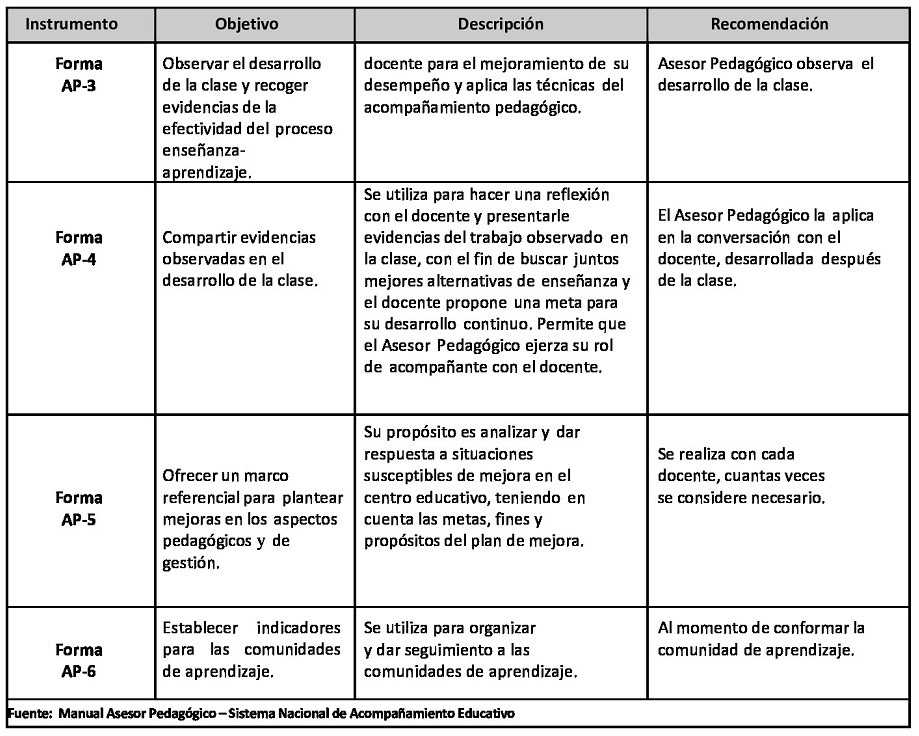 Instrumento Objetivo Descripción Recomendación
Forma
AP-3
Observar el desarrollo
de la clase y recoger
evidencias de la
efectividad del proceso
enseñanza-
aprendizaje.
docente para el mejoramiento de su
desempeño y aplica las técnicas del
acompañamiento pedagógico.
Asesor Pedagógico observa el
desarrollo de la clase.
Forma
AP-4
Compartir evidencias
observadas en el
desarrollo de la clase.
Se utiliza para hacer una reflexión
con el docente y presentarle
evidencias del trabajo observado en
la clase, con el fin de buscar juntos
mejores alternativas de enseñanza y
el docente propone una meta para
su desarrollo continuo. Permite que
el Asesor Pedagógico ejerza su rol
de acompañante con el docente.
El Asesor Pedagógico la aplica
en la conversación con el
docente, desarrollada después
de la clase.
Forma
AP-5
Ofrecer un marco
referencial para plantear
mejoras en los aspectos
pedagógicos y de
gestión.
Su propósito es analizar y dar
respuesta a situaciones
susceptibles de mejora en el
centro educativo, teniendo en
cuenta las metas, fines y
propósitos del plan de mejora.
Se realiza con cada
docente, cuantas veces
se considere necesario.
Forma
AP-6
Establecer indicadores
para las comunidades
de aprendizaje.
Se utiliza para organizar
y dar seguimiento a las
comunidades de aprendizaje.
Al momento de conformar la
comunidad de aprendizaje.
Fuente: Manual Asesor Pedagógico – Sistema Nacional de Acompañamiento Educativo